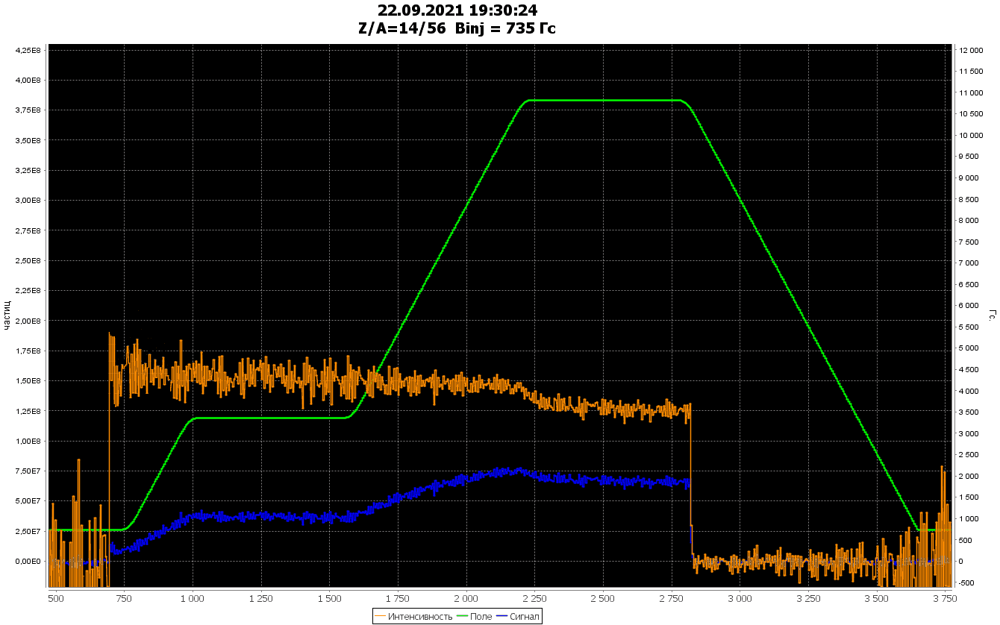 22.09.2021 19:30:24
Z/A=14/56 Binj = 735 Гс
4,25E8
4,00E8
3,75E8
3,50E8
3,25E8
3,00E8
2,75E8
2,50E8
2,25E8
2,00E8
1,75E8
1,50E8
1,25E8
1,00E8
7,50E7
5,00E7
2,50E7
0,00E0
частиц
12 000
11 500
11 000
10 500
10 000
9 500
9 000
8 500
8 000
7 500
7 000
6 500
6 000
5 500
5 000
4 500
4 000
3 500
3 000
2 500
2 000
1 500
1 000
500
0
-500
Гс.
500 750 1 000 1 250 1 500 1 750 2 000 2 250 2 500 2 750 3 000 3 250 3 500 3 750
Интенсивность Поле Сигнал